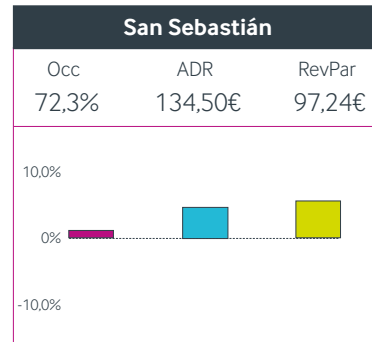 San Sebastián
Occ ADR RevPar
72,3% 134,50€ 97,24€
10,0%
0%
-10,0%